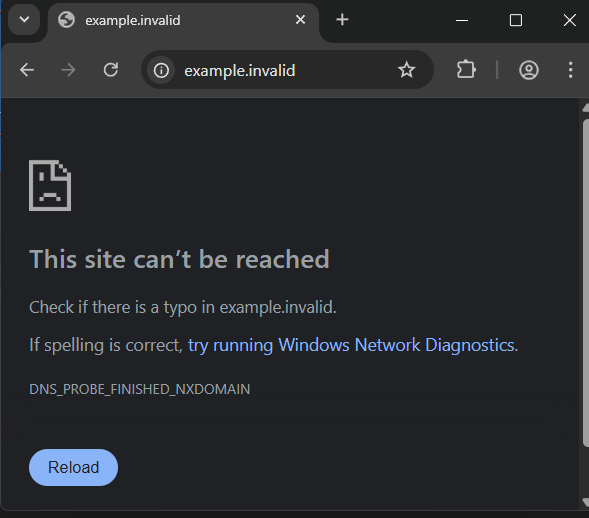 example.invalid
example.invalid
This site can’t be reached
Check if there is a typo in example.invalid.
If spelling is correct, try running Windows Network Diagnostics.
DNS_PROBE_FINISHED_NXDOMAIN
Reload